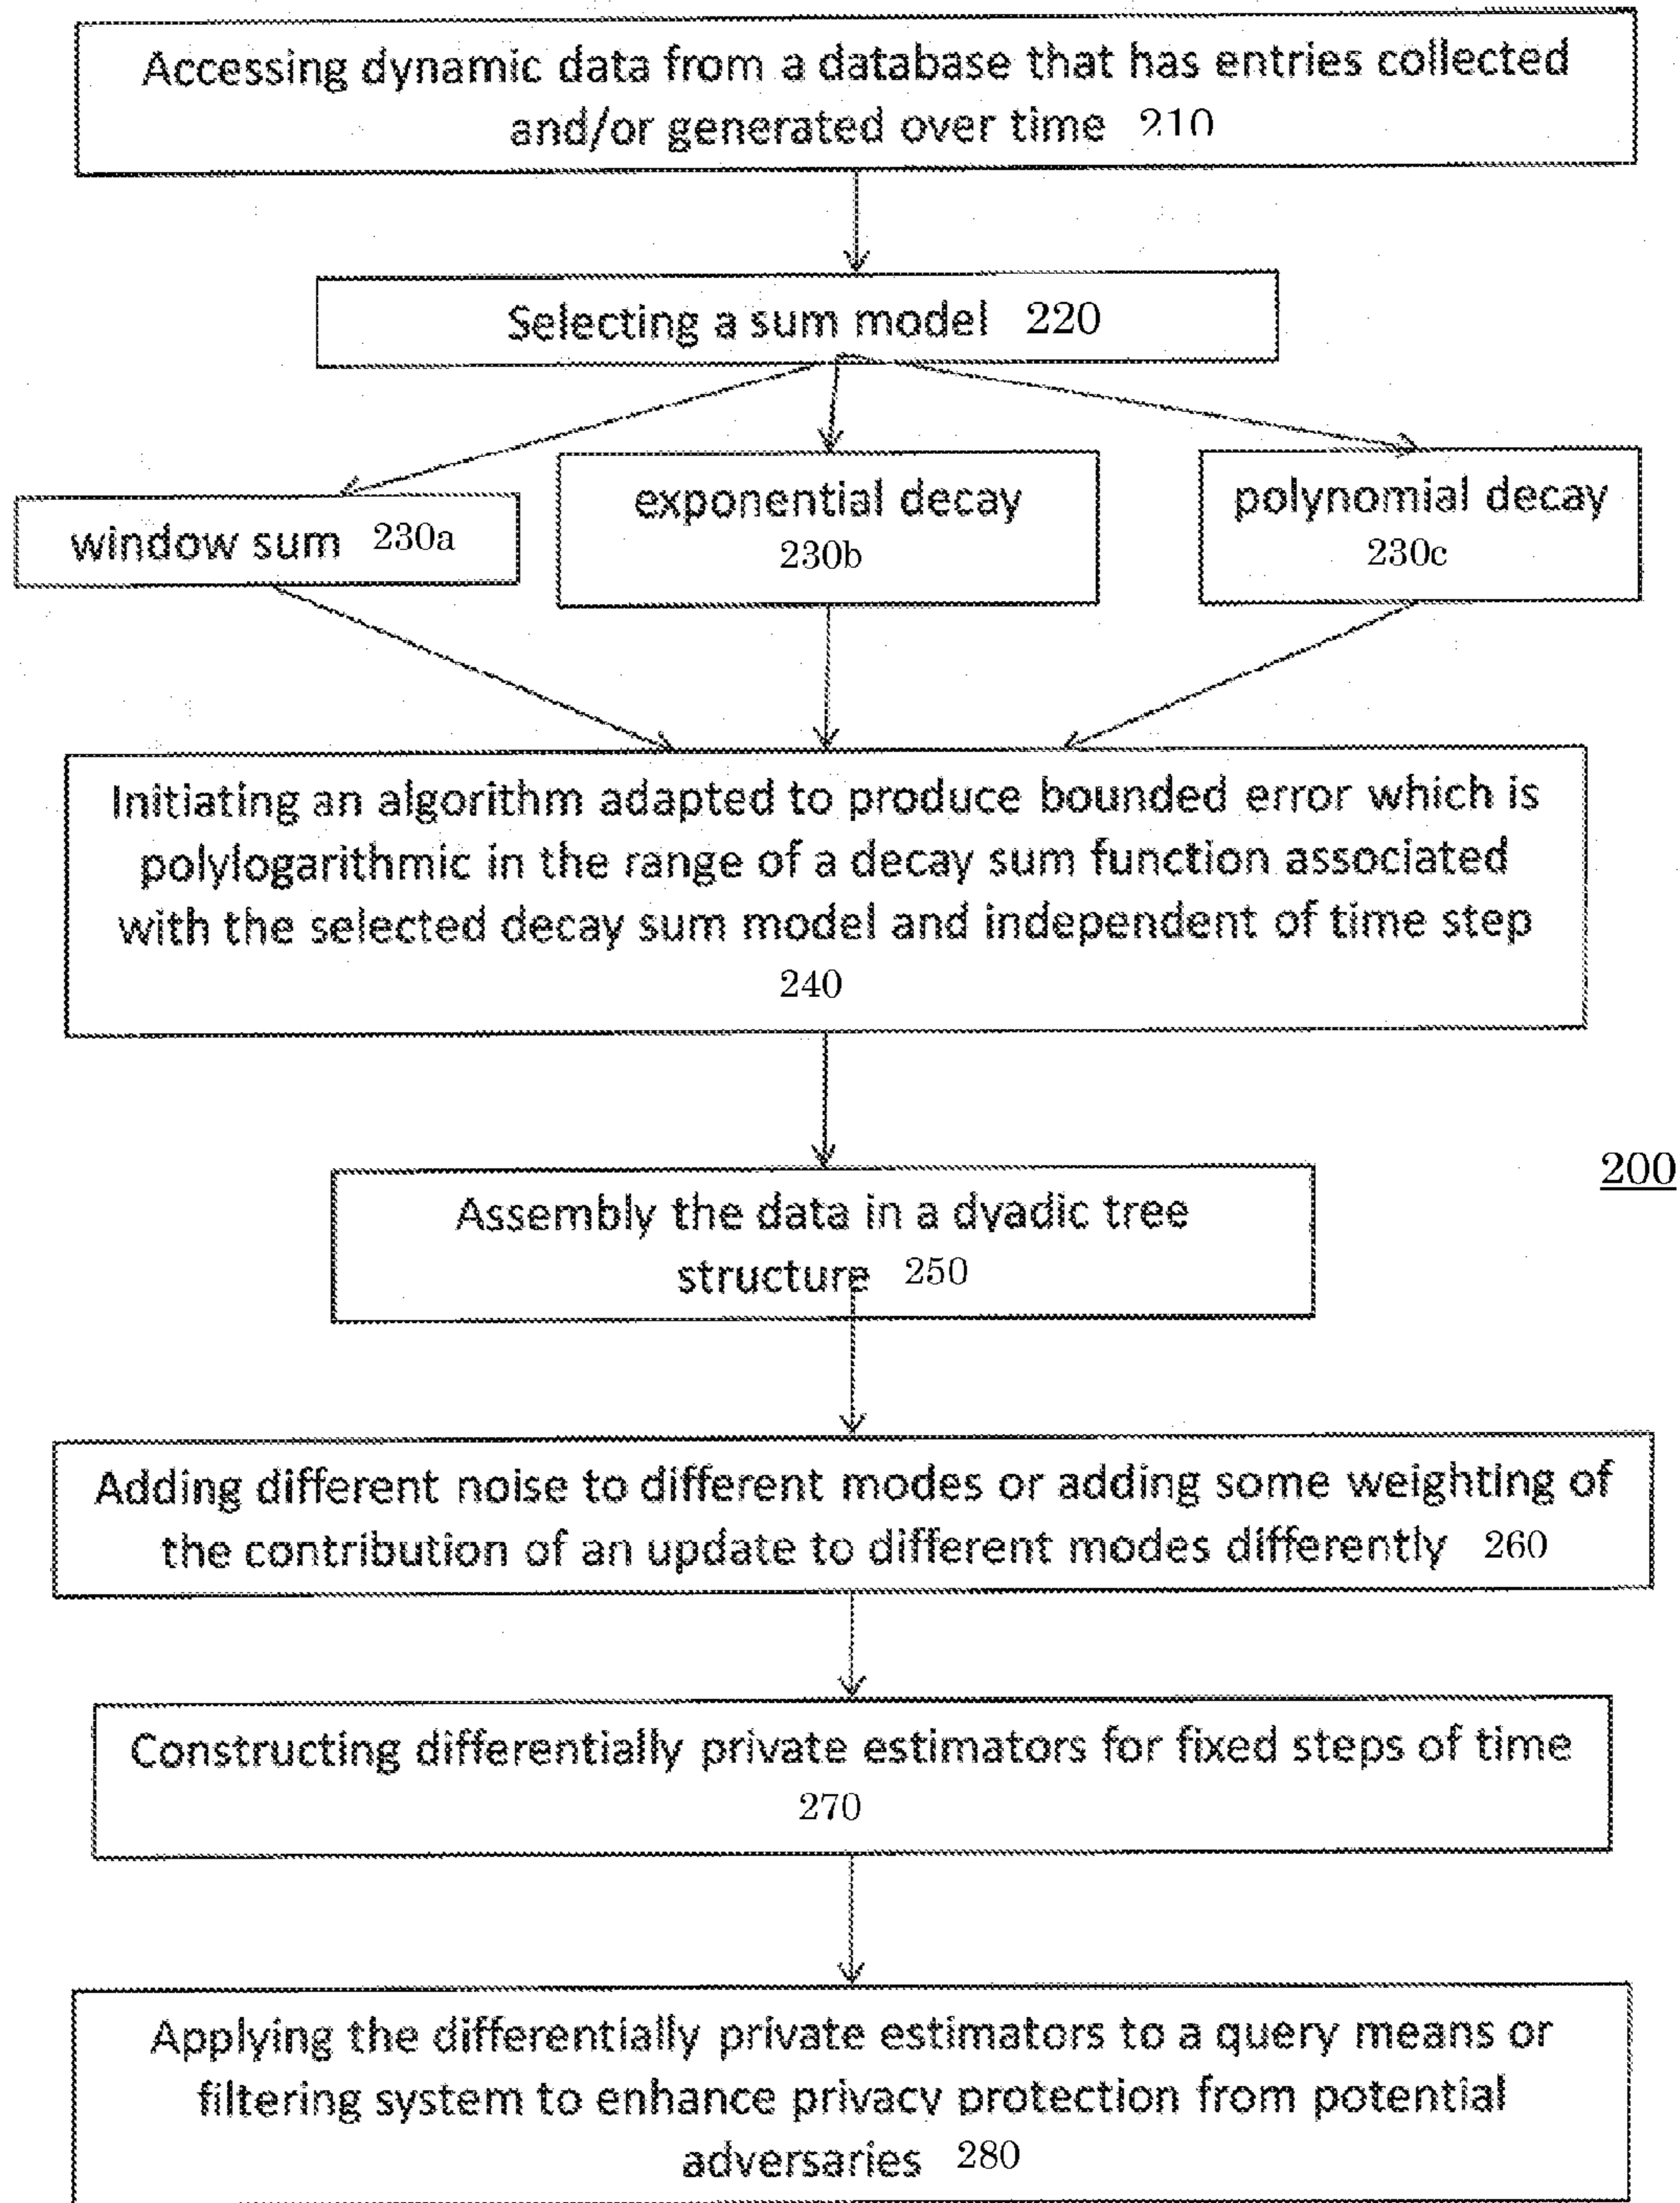 Accessing dynamic data from a database that has entries collected
and/or generated over time 210
Selecting a sum model 220
window sum 230a
exponential decay
230b
polynomial decay
230c
Initiating an algorithm adapted to produce bounded error which is
polylogarithmic in the range of a decay sum function associated
with the selected decay sum model and independent of time step
240
200
Assembly the data in a dyadic tree
structure 250
Adding different noise to different modes or adding some weighting of
the contribution of an update to different modes differently 260
Constructing differentially private estimators for fixed steps of time
270
Applying the differentially private estimators to a query means or
filtering system to enhance privacy protection from potential
adversaries 280